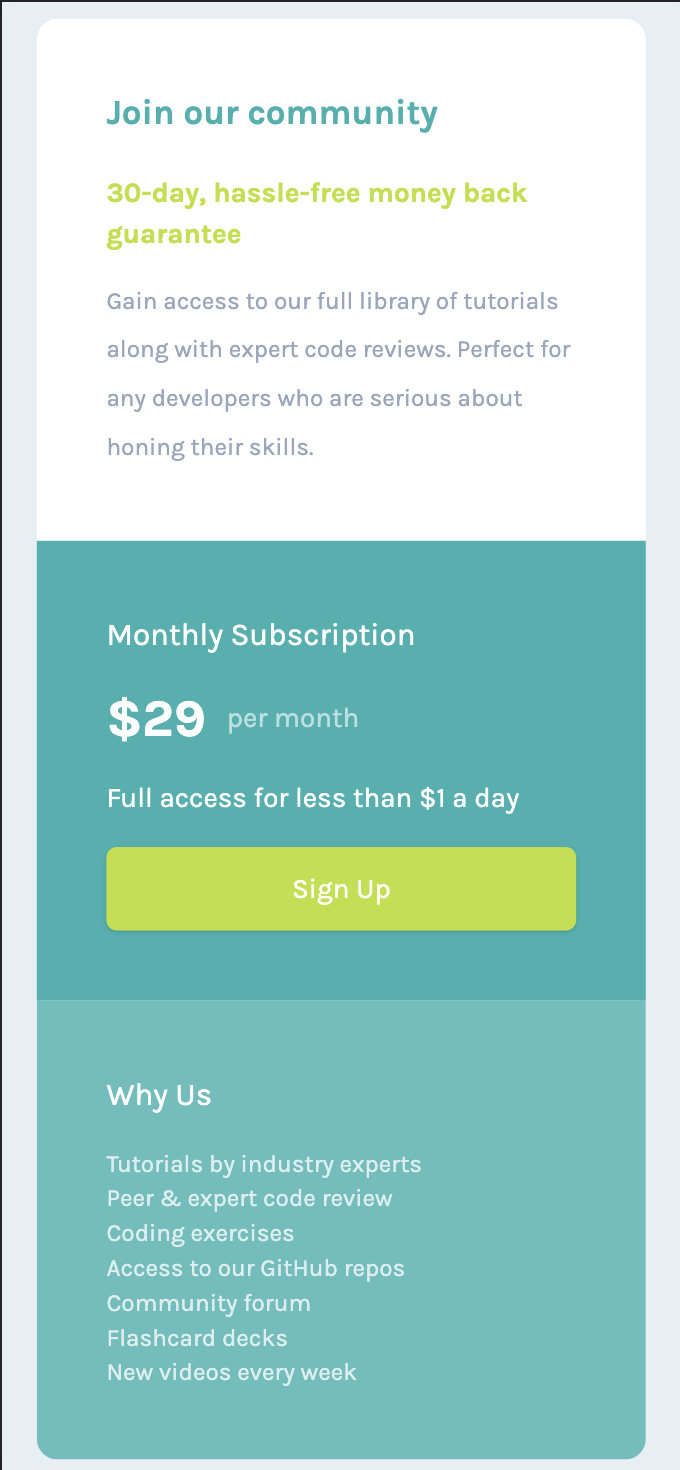 Join our community
30-day, hassle-free money back
guarantee
Gain access to our full library of tutorials
along with expert code reviews. Perfect for
any developers who are serious about
honing their skills.
Monthly Subscription
$29 per month
Full access for less than $1 a day
Sign Up
Why Us
Tutorials by industry experts
Peer & expert code review
Coding exercises
Access to our GitHub repos
Community forum
Flashcard decks
New videos every week